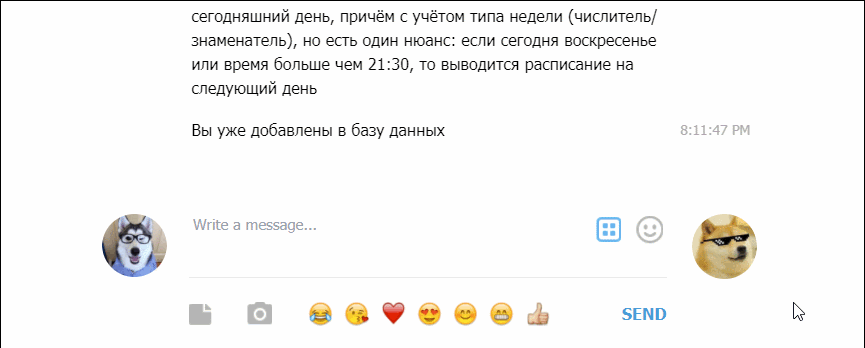 сегодняшний день, причём с учётом типа недели (числитель/
знаменатель), но есть один нюанс: если сегодня воскресенье
или время больше чем 21:30, то выводится расписание на
следующий день
Вы уже добавлены в базу данных
8:11:47 PM
Write a message...
SEND